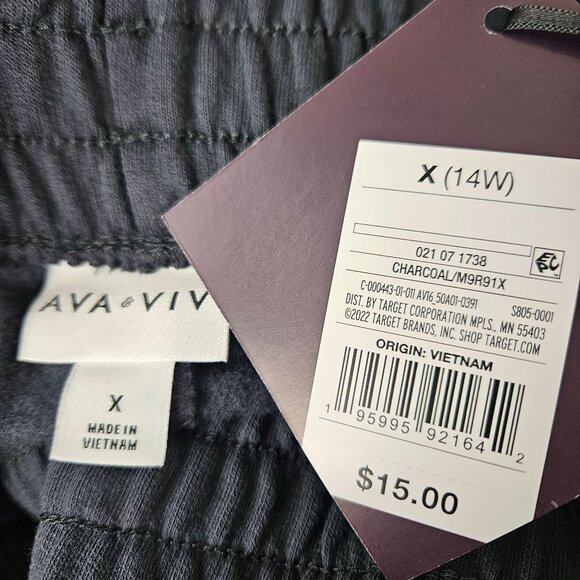 X (14W)
021 07 1738
CHARCOAL/M9R91X
EPC
C-000443-01-011 AV16_50A01-0391 S805-0001
DIST. BY TARGET CORPORATION MPLS., MN 55403
©2022 TARGET BRANDS, INC. SHOP TARGET.COM
ORIGIN: VIETNAM
1 95995 92164 2
$15.00
AVA & VIV
X
MADE IN
VIETNAM